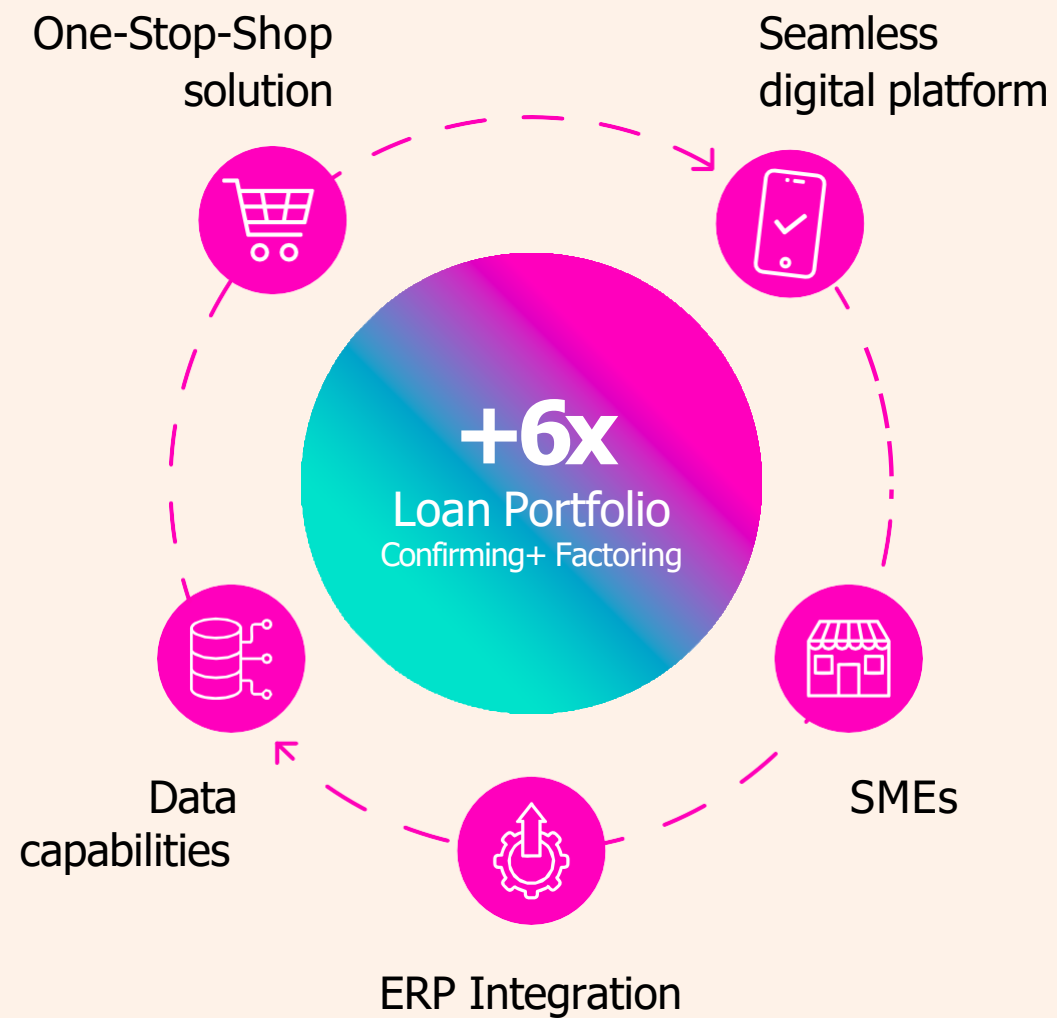 One-Stop-Shop
solution
Seamless
digital platform
+6x
Loan Portfolio
Confirming+ Factoring
Data
capabilities
SMEs
ERP Integration